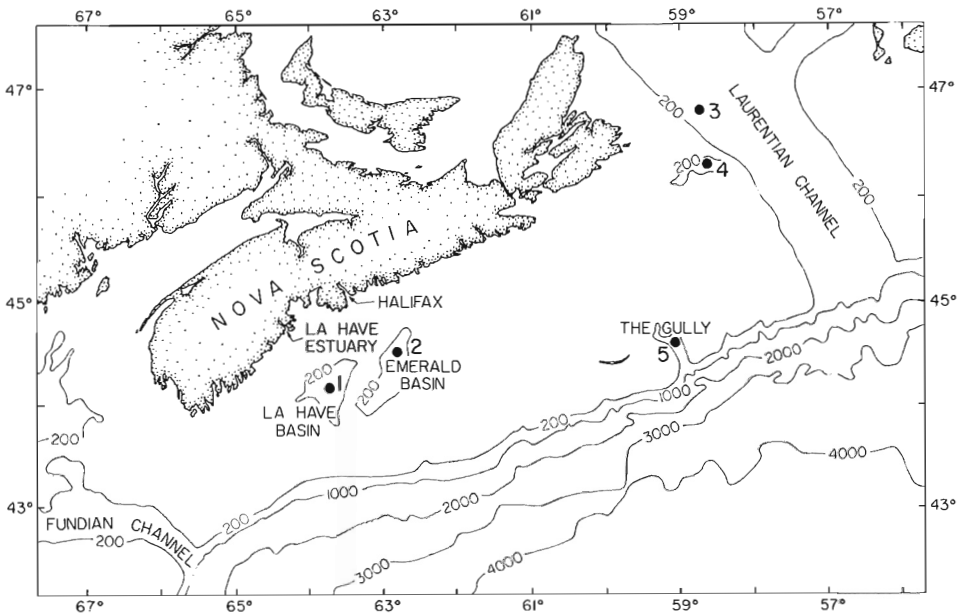 67° 65° 63° 61° 59° 57°
47° 47°
200
3
LAURENTIAN CHANNEL
200
4
200
NOVA SCOTIA
45° 45°
HALIFAX
LA HAVE
ESTUARY
THE GULLY
5
2
EMERALD
BASIN
200
1
200
LA HAVE
BASIN
2000
1000
200
3000
4000
200
43° 43°
1000
2000
200
FUNDIAN CHANNEL
200
3000
4000
67° 65° 63° 61° 59° 57°